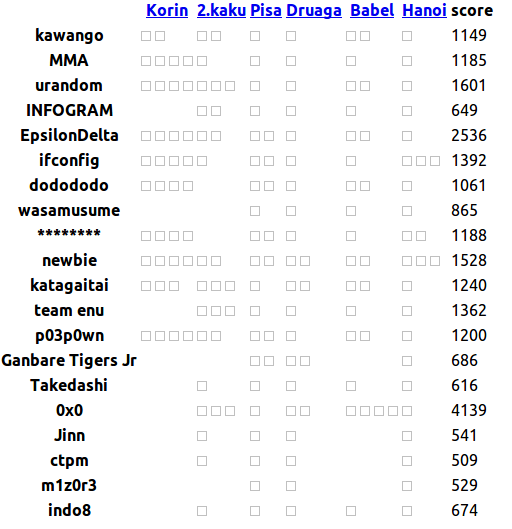 Korin 2.kaku Pisa Druaga Babel Hanoi score
kawango 1149
MMA 1185
urandom 1601
INFOGRAM 649
EpsilonDelta 2536
ifconfig 1392
dodododo 1061
wasamusume 865
******** 1188
newbie 1528
katagaitai 1240
team enu 1362
p03p0wn 1200
Ganbare Tigers Jr 686
Takedashi 616
0x0 4139
Jinn 541
ctpm 509
m1z0r3 529
indo8 674